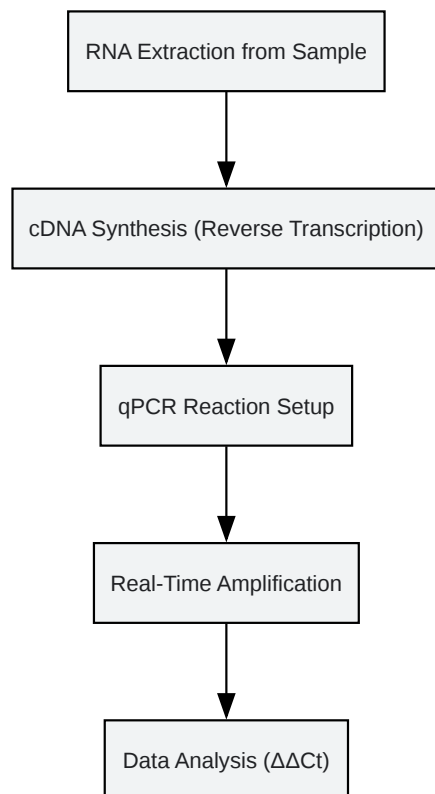 RNA Extraction from Sample
cDNA Synthesis (Reverse Transcription)
qPCR Reaction Setup
Real-Time Amplification
Data Analysis (ΔΔCt)